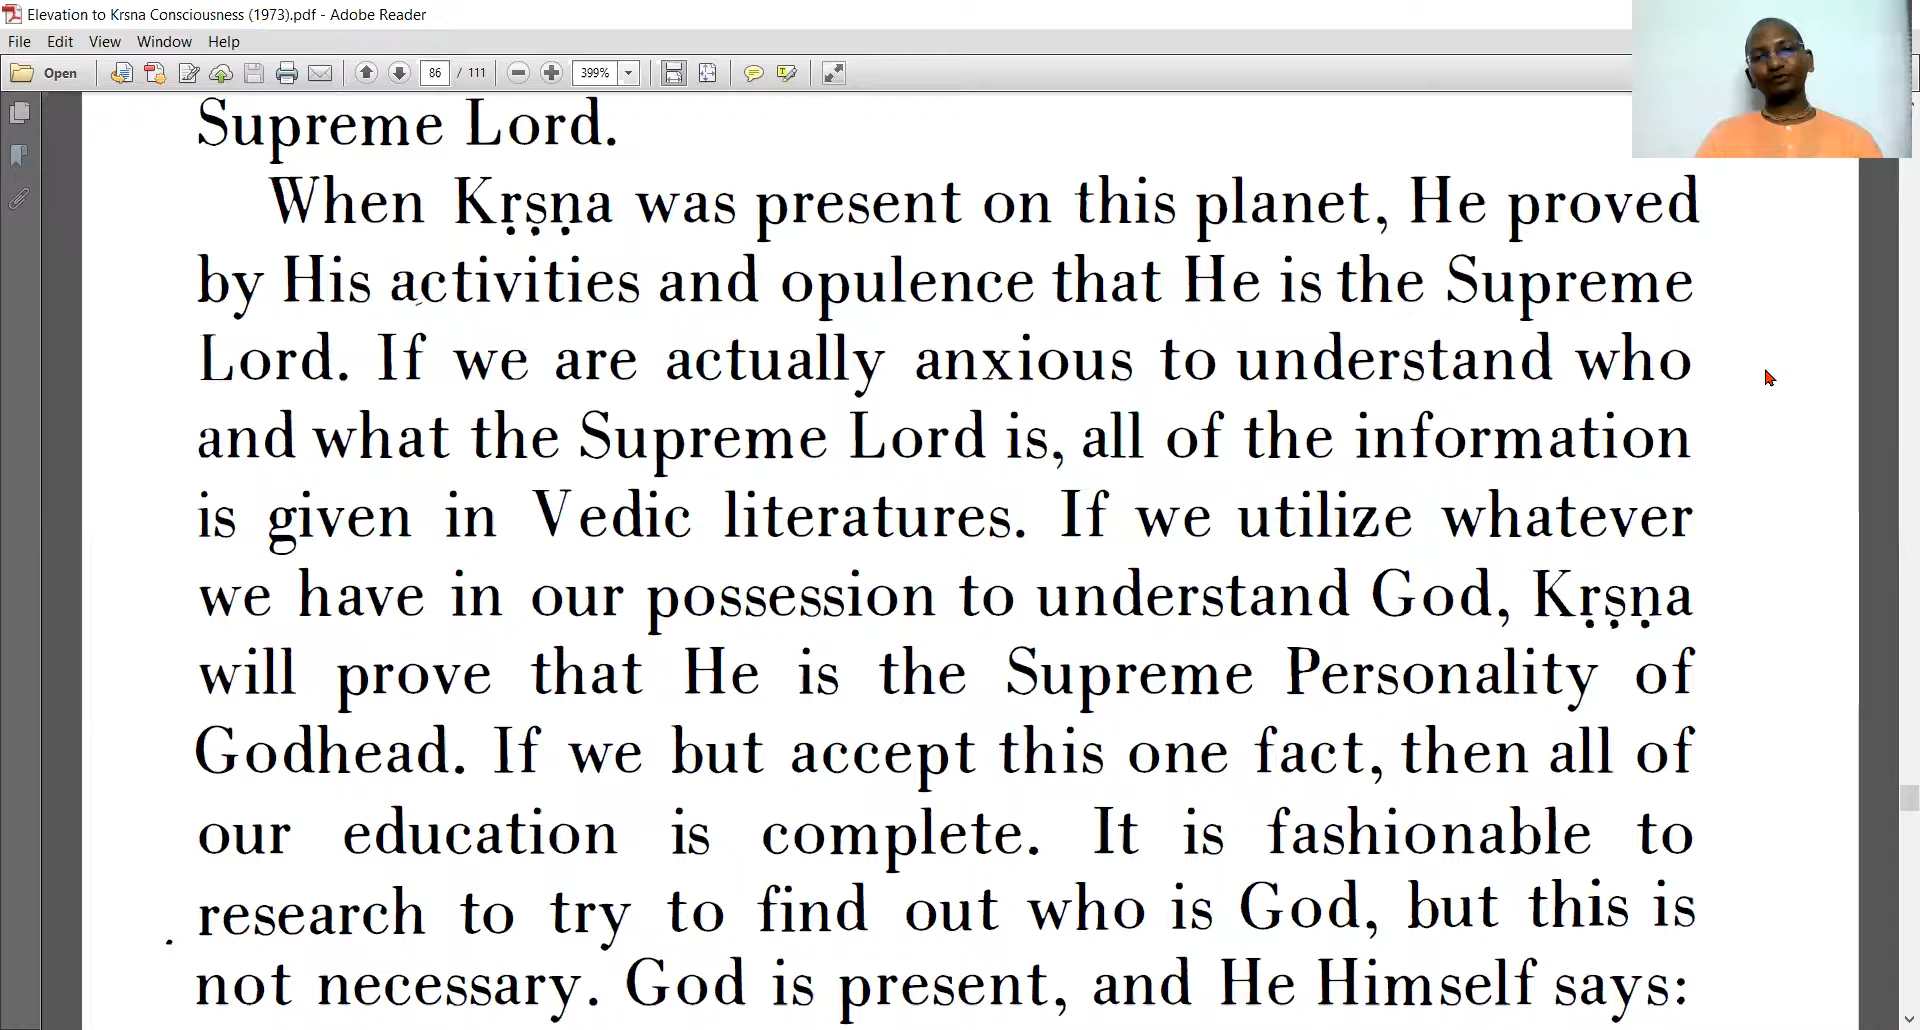 Elevation to Krsna Consciousness (1973).pdf - Adobe Reader
File Edit View Window Help
Open 86 / 111 399%
Supreme Lord.
When Kṛṣṇa was present on this planet, He proved
by His activities and opulence that He is the Supreme
Lord. If we are actually anxious to understand who
and what the Supreme Lord is, all of the information
is given in Vedic literatures. If we utilize whatever
we have in our possession to understand God, Kṛṣṇa
will prove that He is the Supreme Personality of
Godhead. If we but accept this one fact, then all of
our education is complete. It is fashionable to
research to try to find out who is God, but this is
not necessary. God is present, and He Himself says: